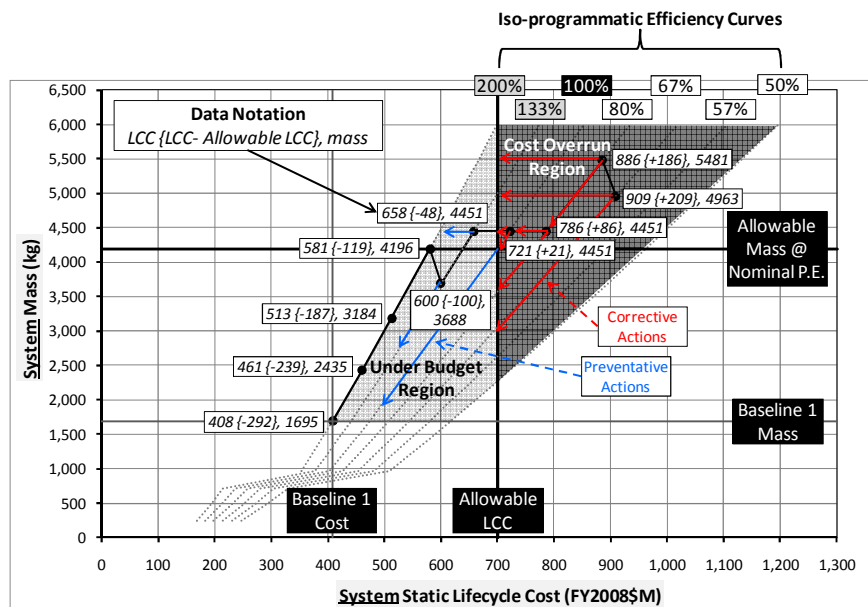 Iso-programmatic Efficiency Curves
200%
100%
67%
50%
133%
80%
57%
6,500
6,000
5,500
5,000
4,500
4,000
3,500
3,000
2,500
2,000
1,500
1,000
500
0
System Mass (kg)
Data Notation
LCC {LCC- Allowable LCC}, mass
Cost Overrun
Region
886 {+186}, 5481
909 {+209}, 4963
658 {-48}, 4451
786 {+86}, 4451
581 {-119}, 4196
721 {+21}, 4451
Allowable
Mass @
Nominal P.E.
600 {-100},
3688
513 {-187}, 3184
Corrective
Actions
461 {-239}, 2435
Under Budget
Region
Preventative
Actions
408 {-292}, 1695
Baseline 1
Mass
Baseline 1
Cost
Allowable
LCC
0
100
200
300
400
500
600
700
800
900
1,000
1,100
1,200
1,300
System Static Lifecycle Cost (FY2008$M)